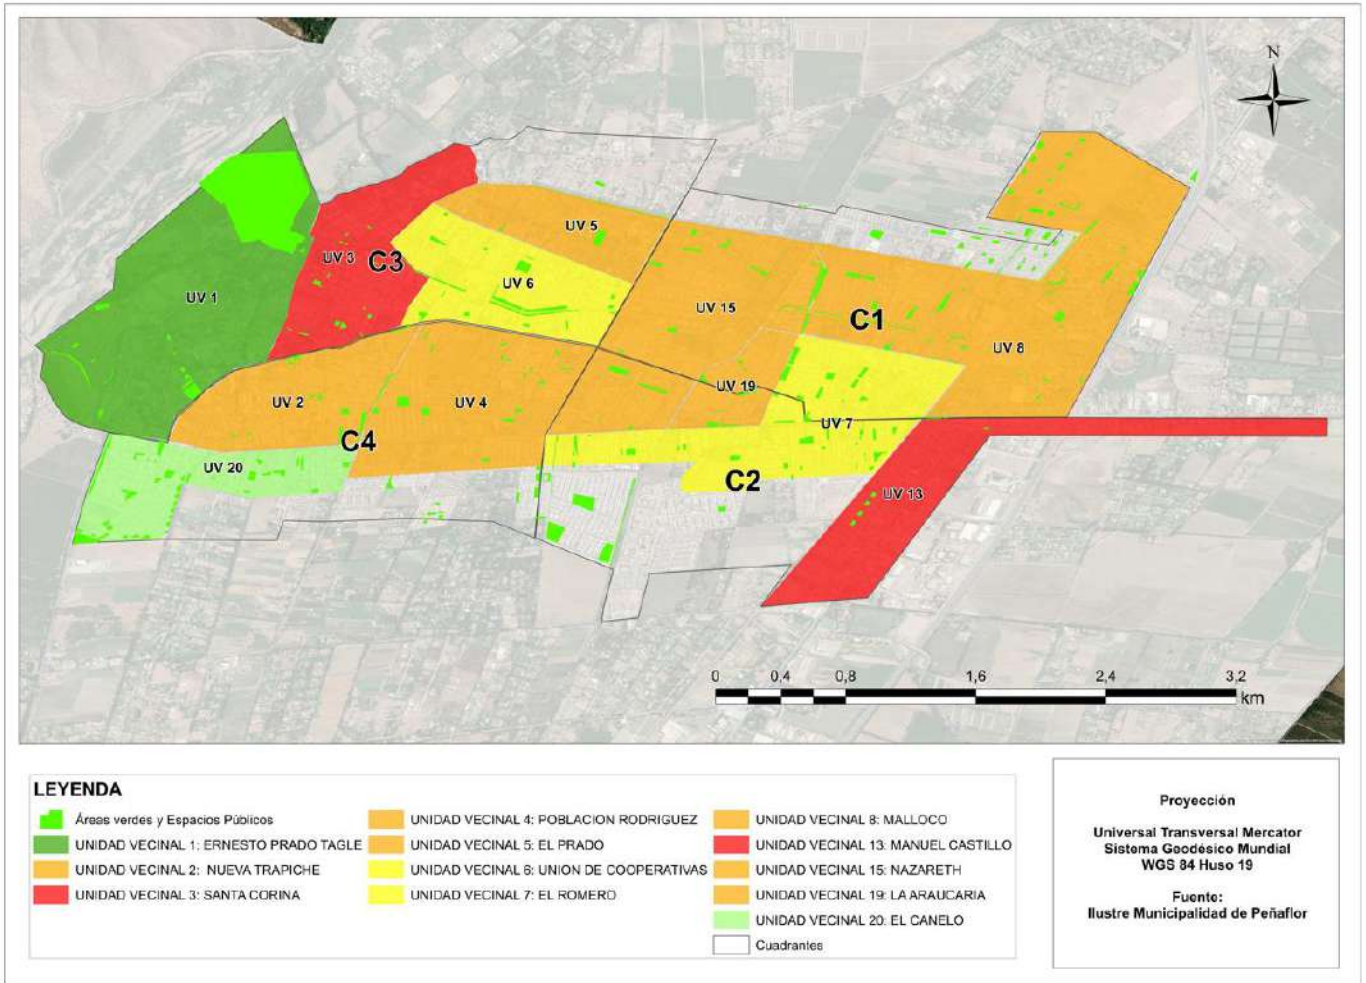 N
UV 5
UV 3
C3
UV 6
UV 1
UV 15
C1
UV 8
UV 19
UV 2
UV 4
UV 7
C4
UV 20
C2
UV 13
0 0,4 0,8 1,6 2,4 3,2
km
LEYENDA
Áreas verdes y Espacios Públicos
UNIDAD VECINAL 1: ERNESTO PRADO TAGLE
UNIDAD VECINAL 2: NUEVA TRAPICHE
UNIDAD VECINAL 3: SANTA CORINA
UNIDAD VECINAL 4: POBLACION RODRIGUEZ
UNIDAD VECINAL 5: EL PRADO
UNIDAD VECINAL 6: UNION DE COOPERATIVAS
UNIDAD VECINAL 7: EL ROMERO
UNIDAD VECINAL 8: MALLOCO
UNIDAD VECINAL 13: MANUEL CASTILLO
UNIDAD VECINAL 15: NAZARETH
UNIDAD VECINAL 19: LA ARAUCARIA
UNIDAD VECINAL 20: EL CANELO
Cuadrantes
Proyección
Universal Transversal Mercator
Sistema Geodésico Mundial
WGS 84 Huso 19
Fuente:
Ilustre Municipalidad de Peñaflor